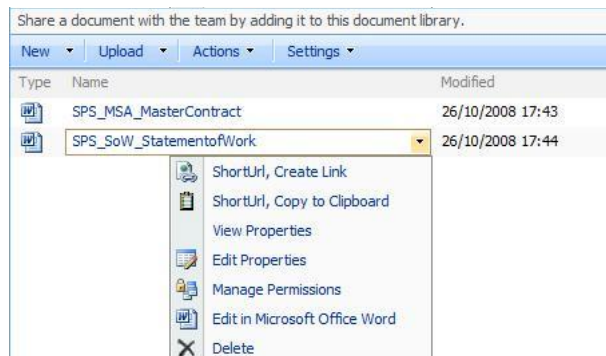 Share a document with the team by adding it to this document library.
New Upload Actions Settings
Type Name Modified
SPS_MSA_MasterContract 26/10/2008 17:43
SPS_SoW_StatementofWork 26/10/2008 17:44
ShortUrl, Create Link
ShortUrl, Copy to Clipboard
View Properties
Edit Properties
Manage Permissions
Edit in Microsoft Office Word
Delete